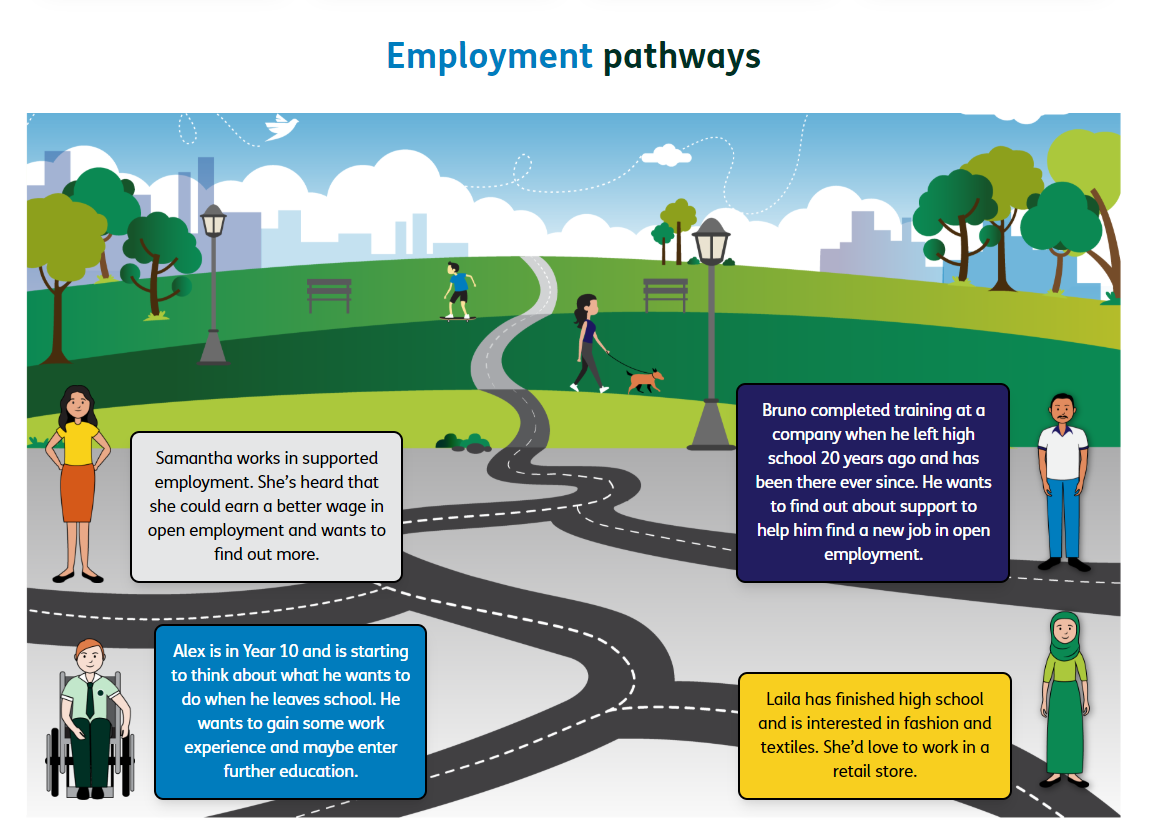 Employment pathways
Samantha works in supported
employment. She's heard that
she could earn a better wage in
open employment and wants to
find out more.
Bruno completed training at a
company when he left high
school 20 years ago and has
been there ever since. He wants
to find out about support to
help him find a new job in open
employment.
Alex is in Year 10 and is starting
to think about what he wants to
do when he leaves school. He
wants to gain some work
experience and maybe enter
further education.
Laila has finished high school
and is interested in fashion and
textiles. She'd love to work in a
retail store.